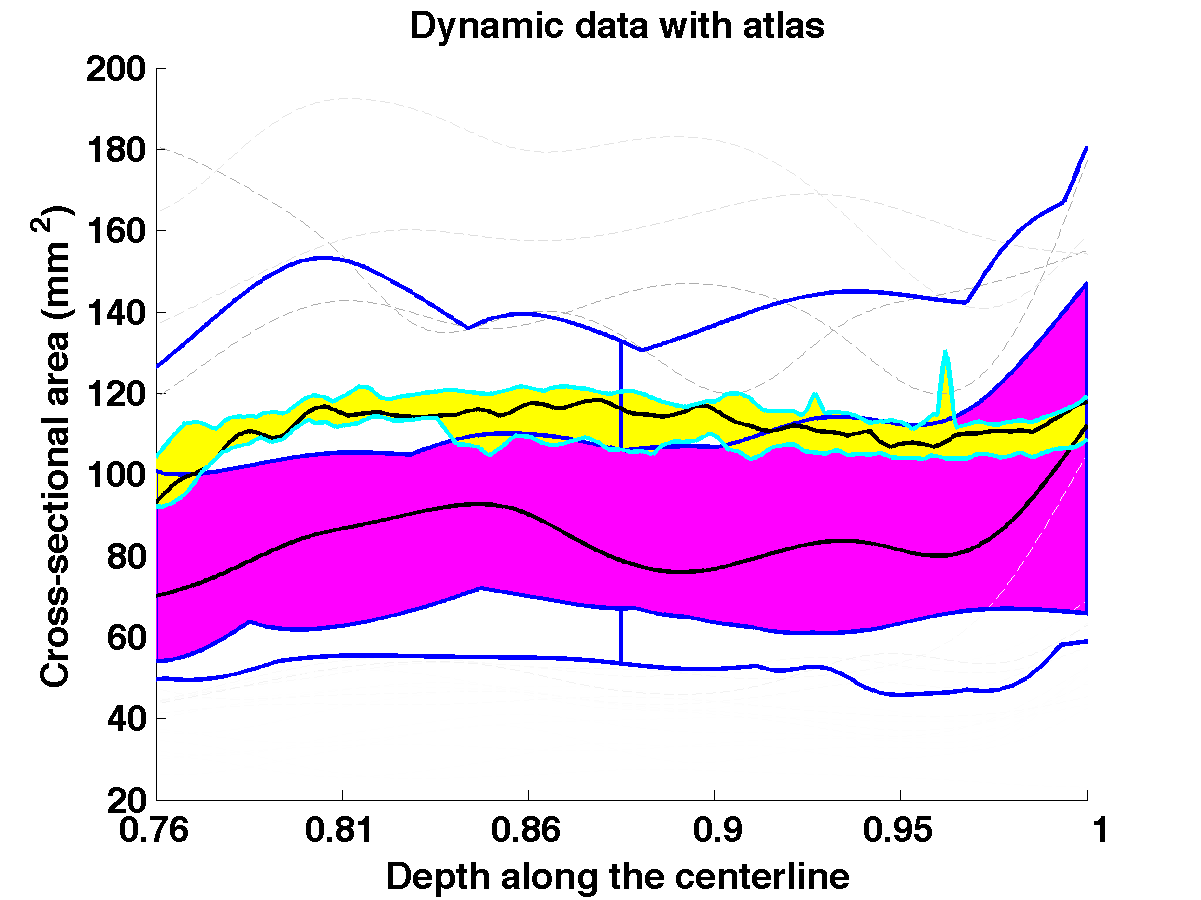 Dynamic data with atlas
200
180
160
140
120
100
80
60
40
20
Cross-sectional area (mm²)
0.76 0.81 0.86 0.9 0.95 1
Depth along the centerline